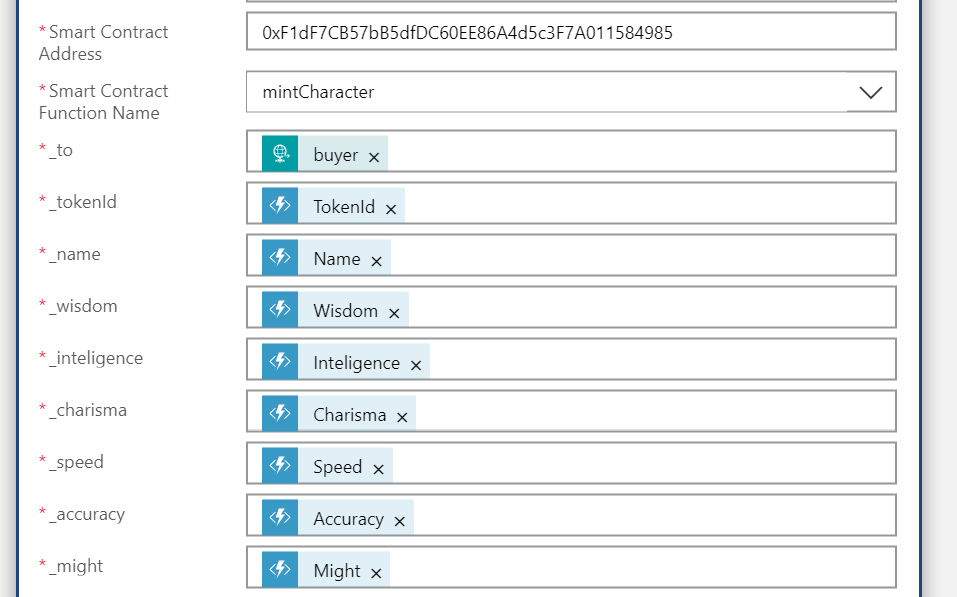 *Smart Contract
Address
0xF1dF7CB57bB5dfDC60EE86A4d5c3F7A011584985
*Smart Contract
Function Name
mintCharacter
*_to
buyer ×
*_tokenId
TokenId ×
*_name
Name ×
*_wisdom
Wisdom ×
*_inteligence
Inteligence ×
*_charisma
Charisma ×
*_speed
Speed ×
*_accuracy
Accuracy ×
*_might
Might ×